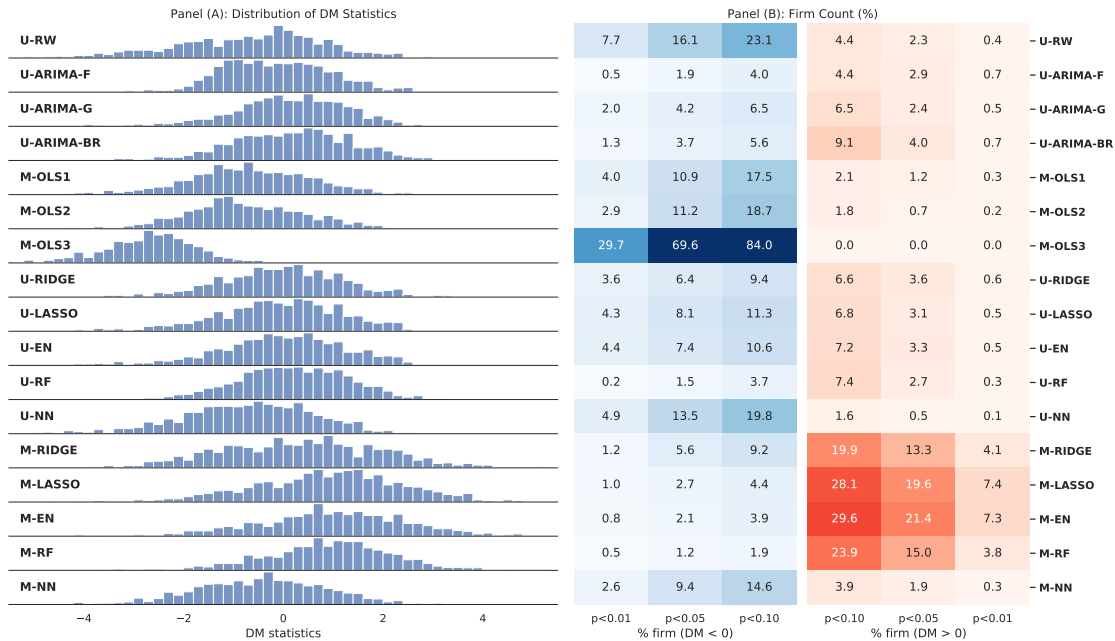 Panel (A): Distribution of DM Statistics
Panel (B): Firm Count (%)
U-RW 7.7 16.1 23.1 4.4 2.3 0.4 U-RW
U-ARIMA-F 0.5 1.9 4.0 4.4 2.9 0.7 U-ARIMA-F
U-ARIMA-G 2.0 4.2 6.5 6.5 2.4 0.5 U-ARIMA-G
U-ARIMA-BR 1.3 3.7 5.6 9.1 4.0 0.7 U-ARIMA-BR
M-OLS1 4.0 10.9 17.5 2.1 1.2 0.3 M-OLS1
M-OLS2 2.9 11.2 18.7 1.8 0.7 0.2 M-OLS2
M-OLS3 29.7 69.6 84.0 0.0 0.0 0.0 M-OLS3
U-RIDGE 3.6 6.4 9.4 6.6 3.6 0.6 U-RIDGE
U-LASSO 4.3 8.1 11.3 6.8 3.1 0.5 U-LASSO
U-EN 4.4 7.4 10.6 7.2 3.3 0.5 U-EN
U-RF 0.2 1.5 3.7 7.4 2.7 0.3 U-RF
U-NN 4.9 13.5 19.8 1.6 0.5 0.1 U-NN
M-RIDGE 1.2 5.6 9.2 19.9 13.3 4.1 M-RIDGE
M-LASSO 1.0 2.7 4.4 28.1 19.6 7.4 M-LASSO
M-EN 0.8 2.1 3.9 29.6 21.4 7.3 M-EN
M-RF 0.5 1.2 1.9 23.9 15.0 3.8 M-RF
M-NN 2.6 9.4 14.6 3.9 1.9 0.3 M-NN
−4 −2 0 2 4
p<0.01 p<0.05 p<0.10 p<0.10 p<0.05 p<0.01
DM statistics
% firm (DM < 0)
% firm (DM > 0)